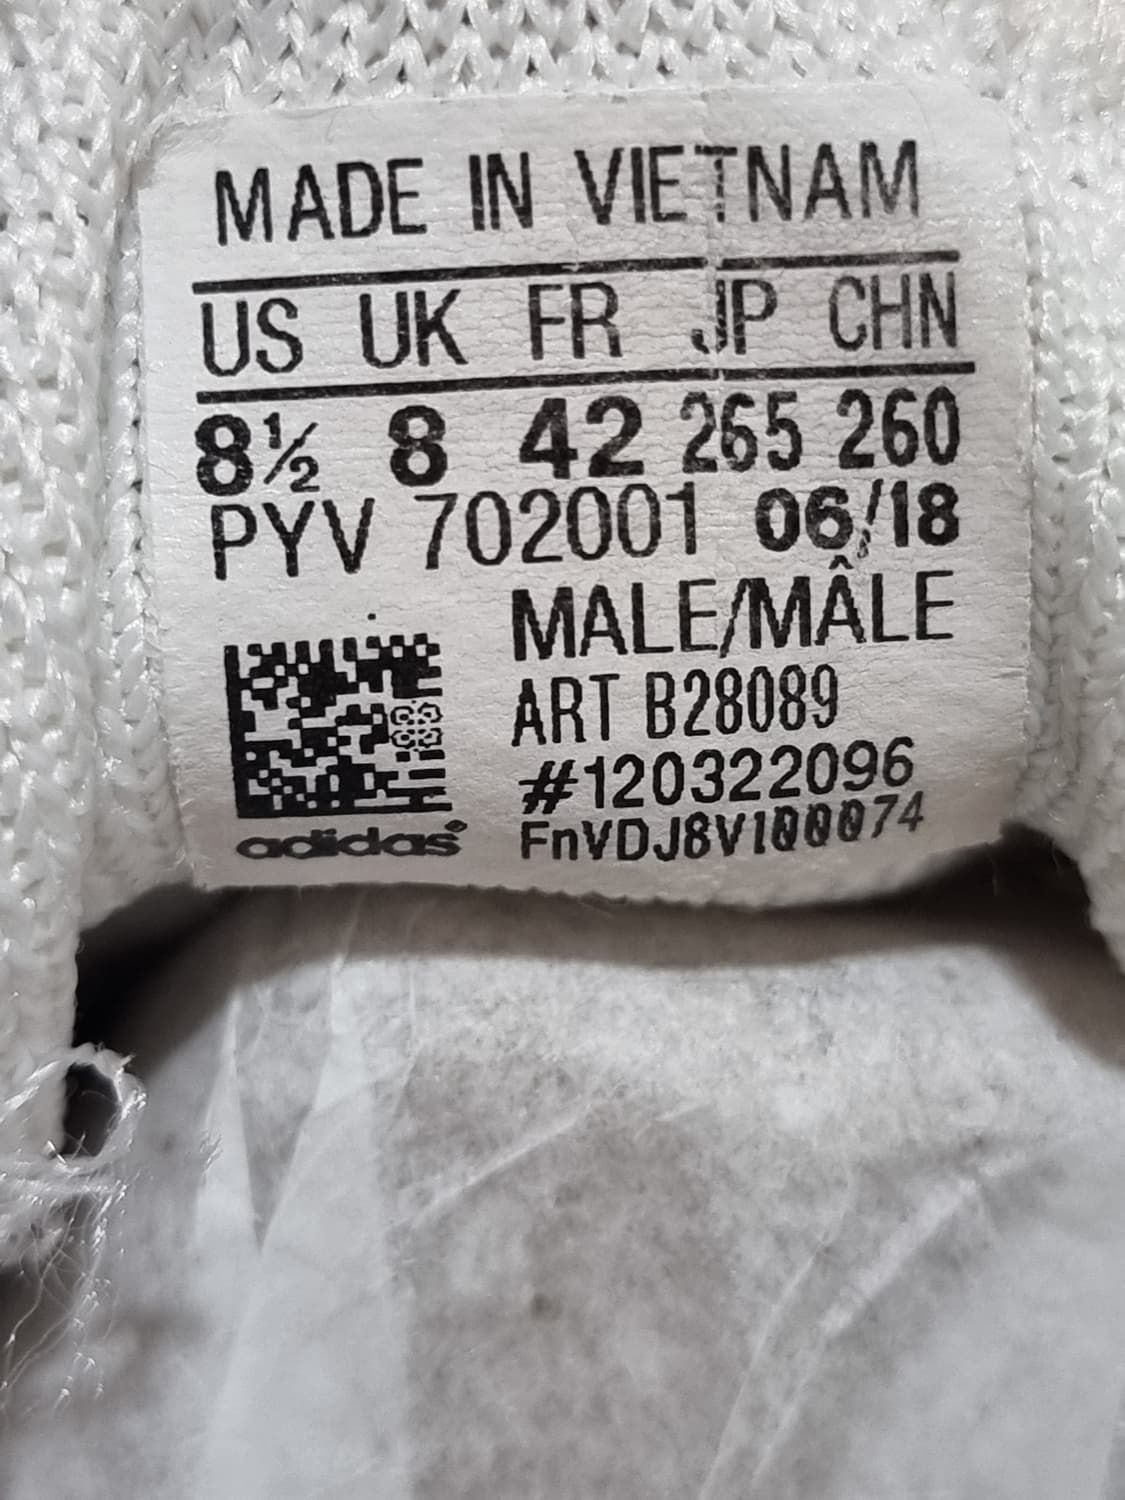 MADE IN VIETNAM
US UK FR JP CHN
8½ 8 42 265 260
PYV 702001 06/18
MALE/MÂLE
ART B28089
#120322096
FnVDJ8V100074
adidas